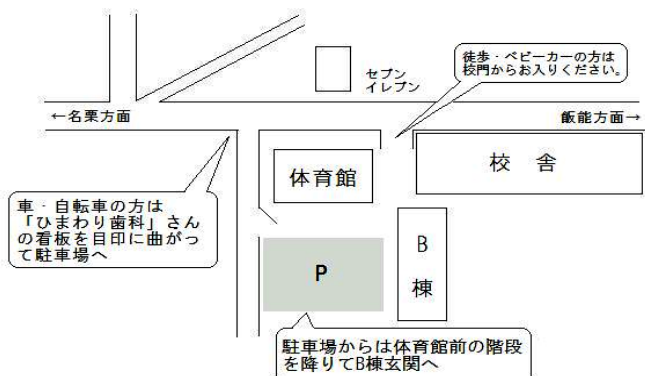 セブン
イレブン
徒歩・ベビーカーの方は
校門からお入りください。
←名栗方面
飯能方面→
体育館
校 舎
車・自転車の方は
「ひまわり歯科」さん
の看板を目印に曲がっ
て駐車場へ
B
棟
P
駐車場からは体育館前の階段
を降りてB棟玄関へ